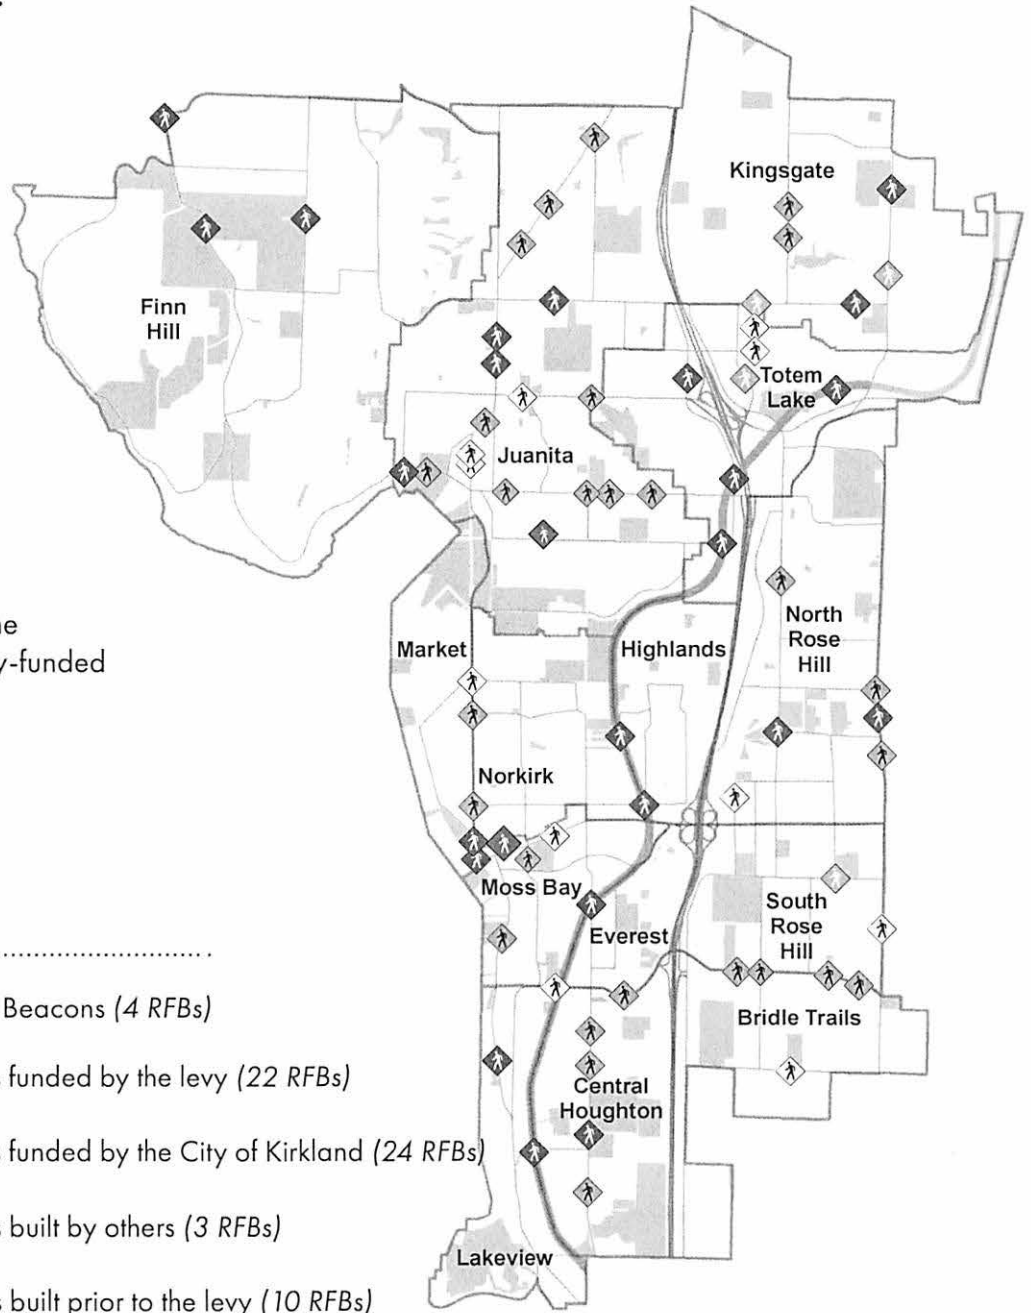 Kingsgate
Finn
Hill
Totem
Lake
Juanita
ne
y-funded
Market
Highlands
North
Rose
Hill
Norkirk
Moss Bay
Everest
South
Rose
Hill
Beacons (4 RFBs)
s funded by the levy (22 RFBs)
Bridle Trails
Central
Houghton
s funded by the City of Kirkland (24 RFBs)
s built by others (3 RFBs)
Lakeview
s built prior to the levy (10 RFBs)